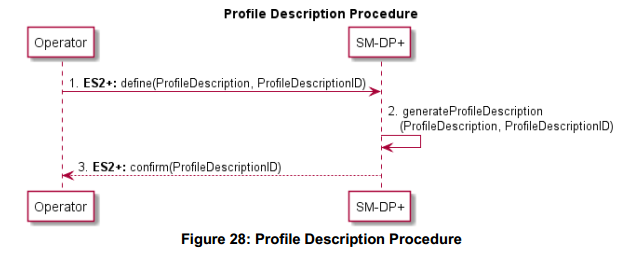 Profile Description Procedure
Operator
SM-DP+
1. ES2+: define(ProfileDescription, ProfileDescriptionID)
2. generateProfileDescription
(ProfileDescription, ProfileDescriptionID)
3. ES2+: confirm(ProfileDescriptionID)
Operator
SM-DP+
Figure 28: Profile Description Procedure